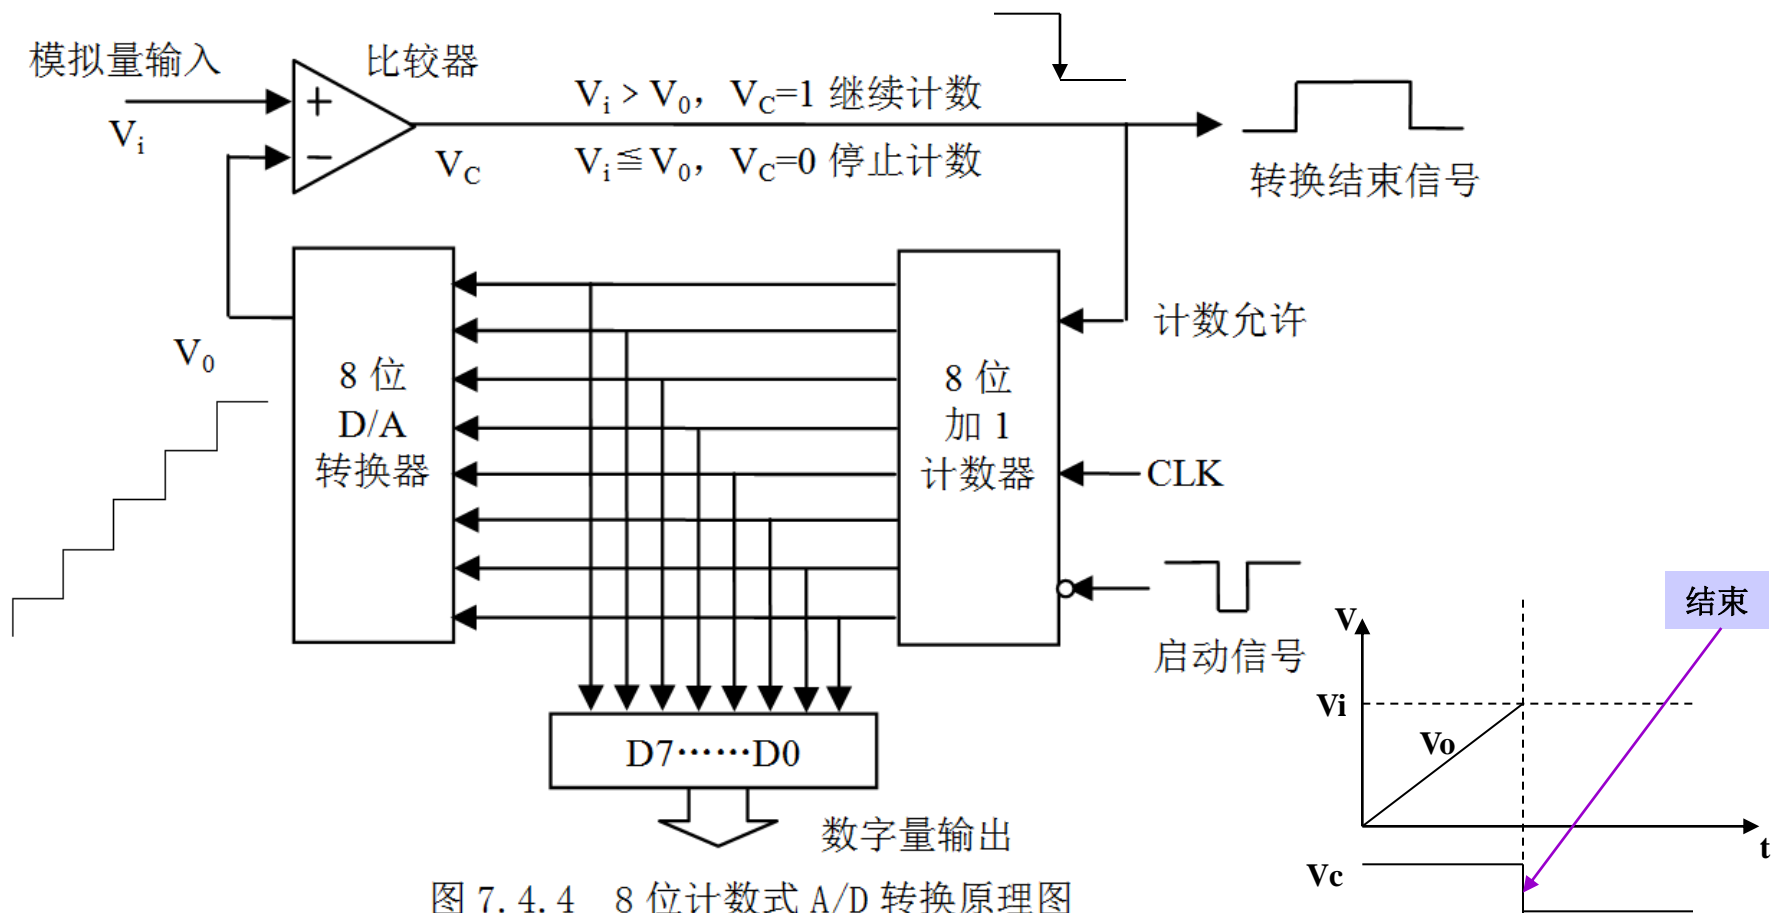 模拟量输入
比较器
Vi
+
−
VC
Vi > V0，VC=1 继续计数
Vi≦V0，VC=0 停止计数
转换结束信号
V0
8 位
D/A
转换器
8 位
加 1
计数器
计数允许
CLK
启动信号
D7……D0
数字量输出
结束
V
Vi
Vo
t
Vc
图 7.4.4 8 位计数式 A/D 转换原理图